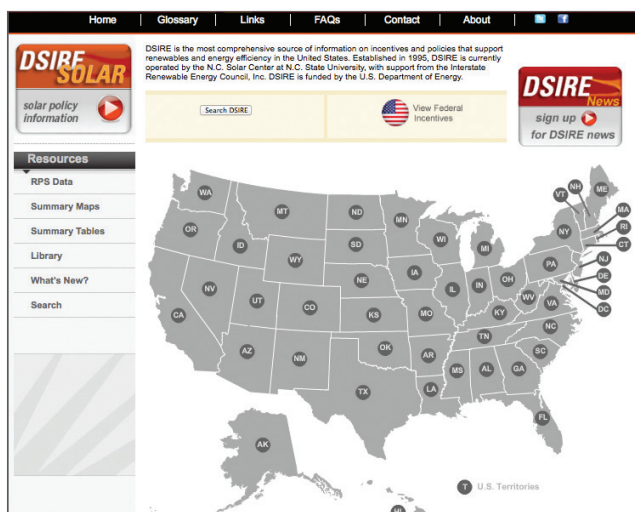 Home
Glossary
Links
FAQs
Contact
About
DSIRE
SOLAR
solar policy
information
DSIRE is the most comprehensive source of information on incentives and policies that support
renewables and energy efficiency in the United States. Established in 1995, DSIRE is currently
operated by the N.C. Solar Center at N.C. State University, with support from the Interstate
Renewable Energy Council, Inc. DSIRE is funded by the U.S. Department of Energy.
Search DSIRE
View Federal
Incentives
DSIRE
News
sign up
for DSIRE news
Resources
RPS Data
Summary Maps
Summary Tables
Library
What's New?
Search
WA
MT
ND
MN
VT
NH
ME
MA
RI
CT
OR
ID
SD
WI
MI
NY
WY
IA
PA
NJ
NV
UT
CO
NE
IL
IN
OH
DE
MD
DC
CA
KS
MO
KY
WV
VA
AZ
NM
OK
AR
TN
NC
TX
LA
MS
AL
GA
SC
FL
AK
HI
T
U.S. Territories